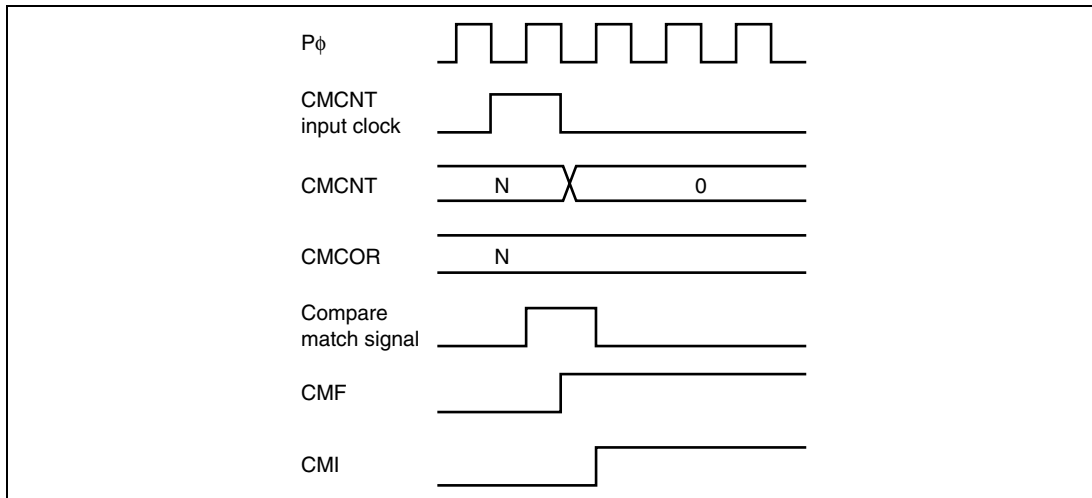 Pϕ
CMCNT
input clock
CMCNT
N
0
CMCOR
N
Compare
match signal
CMF
CMI